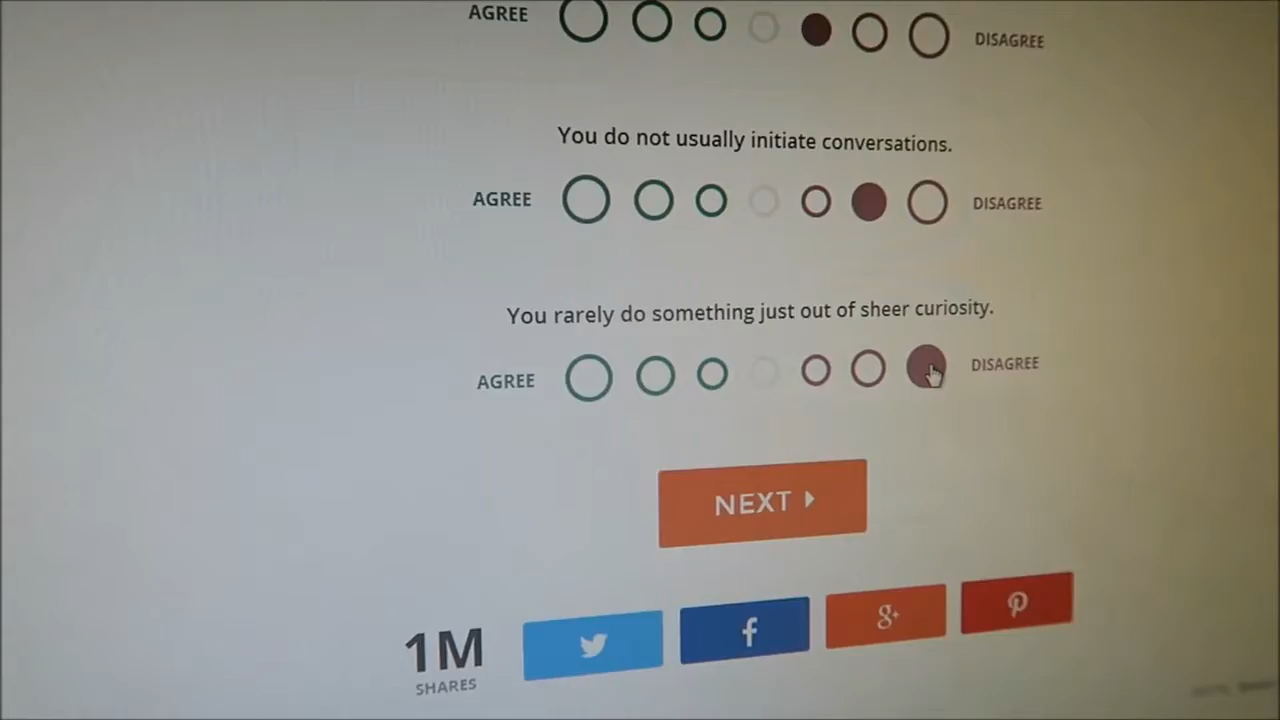 AGREE DISAGREE
You do not usually initiate conversations.
AGREE DISAGREE
You rarely do something just out of sheer curiosity.
AGREE DISAGREE
NEXT
1M
SHARES
f
g+